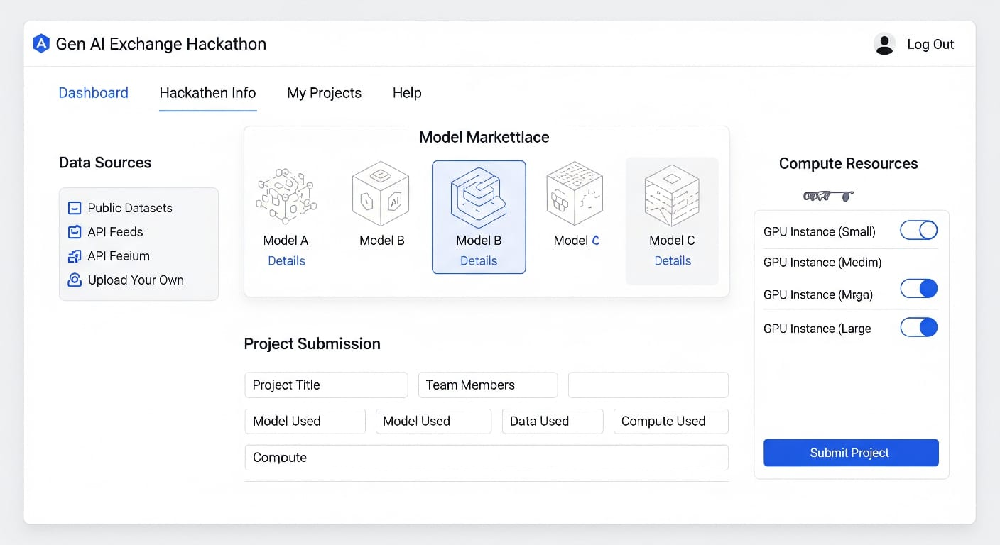 Gen AI Exchange Hackathon
Log Out
Dashboard
Hackathen Info
My Projects
Help
Data Sources
Public Datasets
API Feeds
API Feeium
Upload Your Own
Model Markettlace
Model A
Details
Model B
Model B
Details
Model C
Model C
Details
Compute Resources
GPU Instance (Small)
GPU Instance (Medim)
GPU Instance (Mrgn)
GPU Instance (Large
Submit Project
Project Submission
Project Title
Team Members
Model Used
Model Used
Data Used
Compute Used
Compute